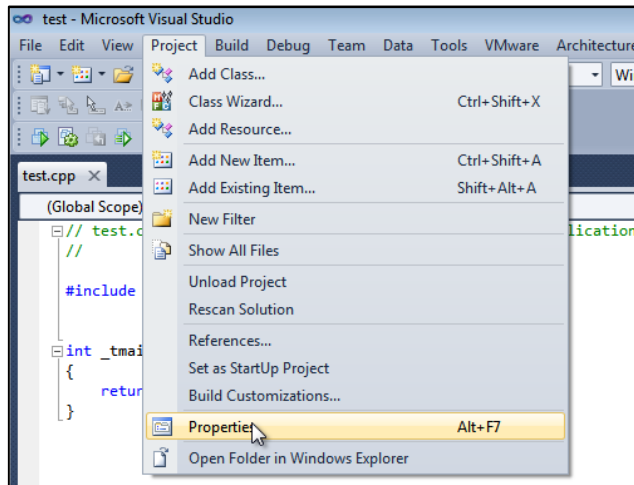 test - Microsoft Visual Studio
File Edit View Project Build Debug Team Data Tools VMware Architecture
Add Class...
Wi
Class Wizard... Ctrl+Shift+X
Add Resource...
Add New Item... Ctrl+Shift+A
test.cpp
Add Existing Item... Shift+Alt+A
(Global Scope)
New Filter
// test.c lication
Show All Files
//
Unload Project
#include
Rescan Solution
References...
int _tmai
Set as StartUp Project
{
retur
Build Customizations...
}
Properties Alt+F7
Open Folder in Windows Explorer